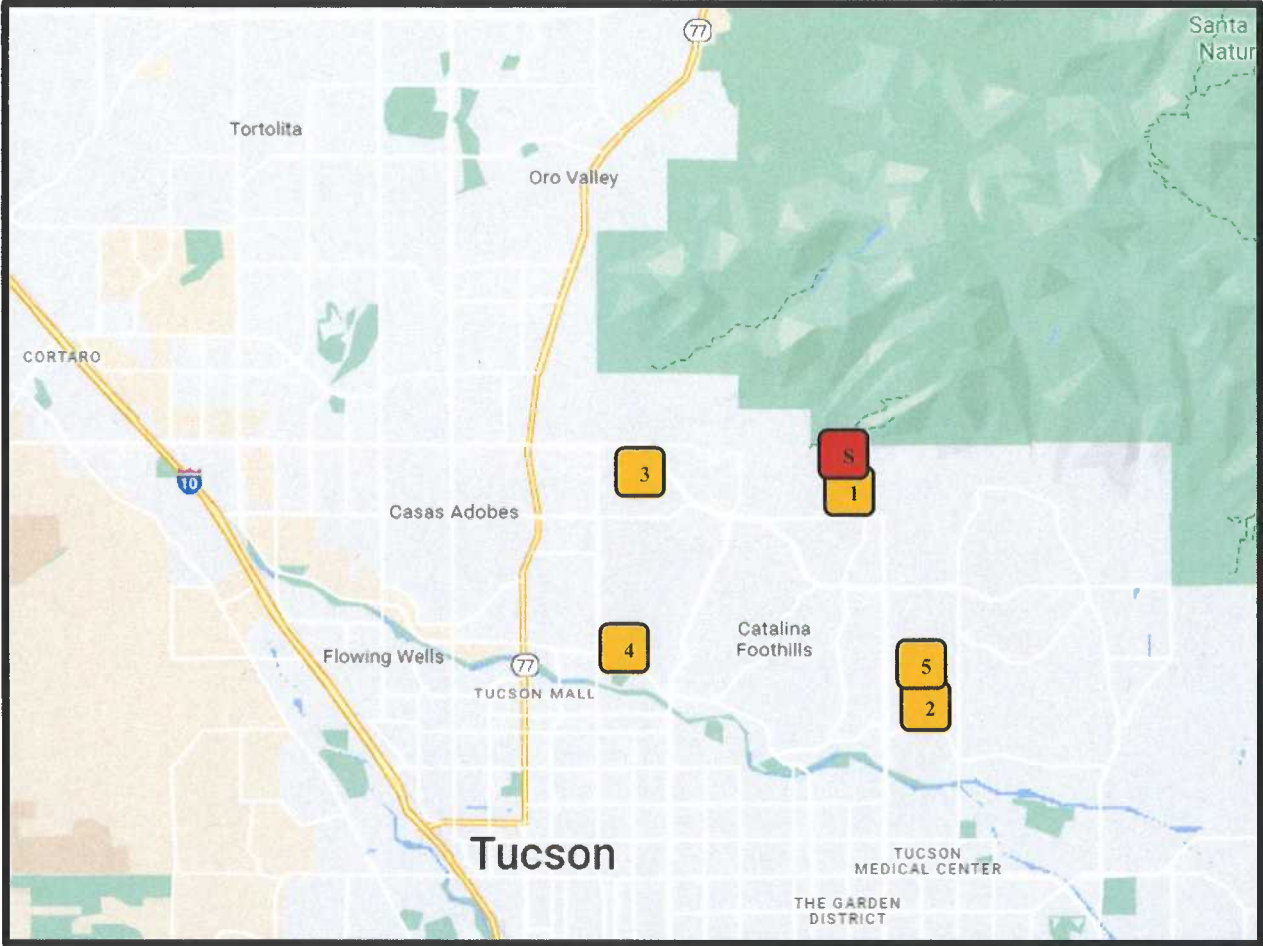 77
Santa
Natur
Tortolita
Oro Valley
CORTARO
S
3
10
1
Casas Adobes
Catalina
Foothills
4
Flowing Wells
77
5
TUCSON MALL
2
Tucson
TUCSON
MEDICAL CENTER
THE GARDEN
DISTRICT